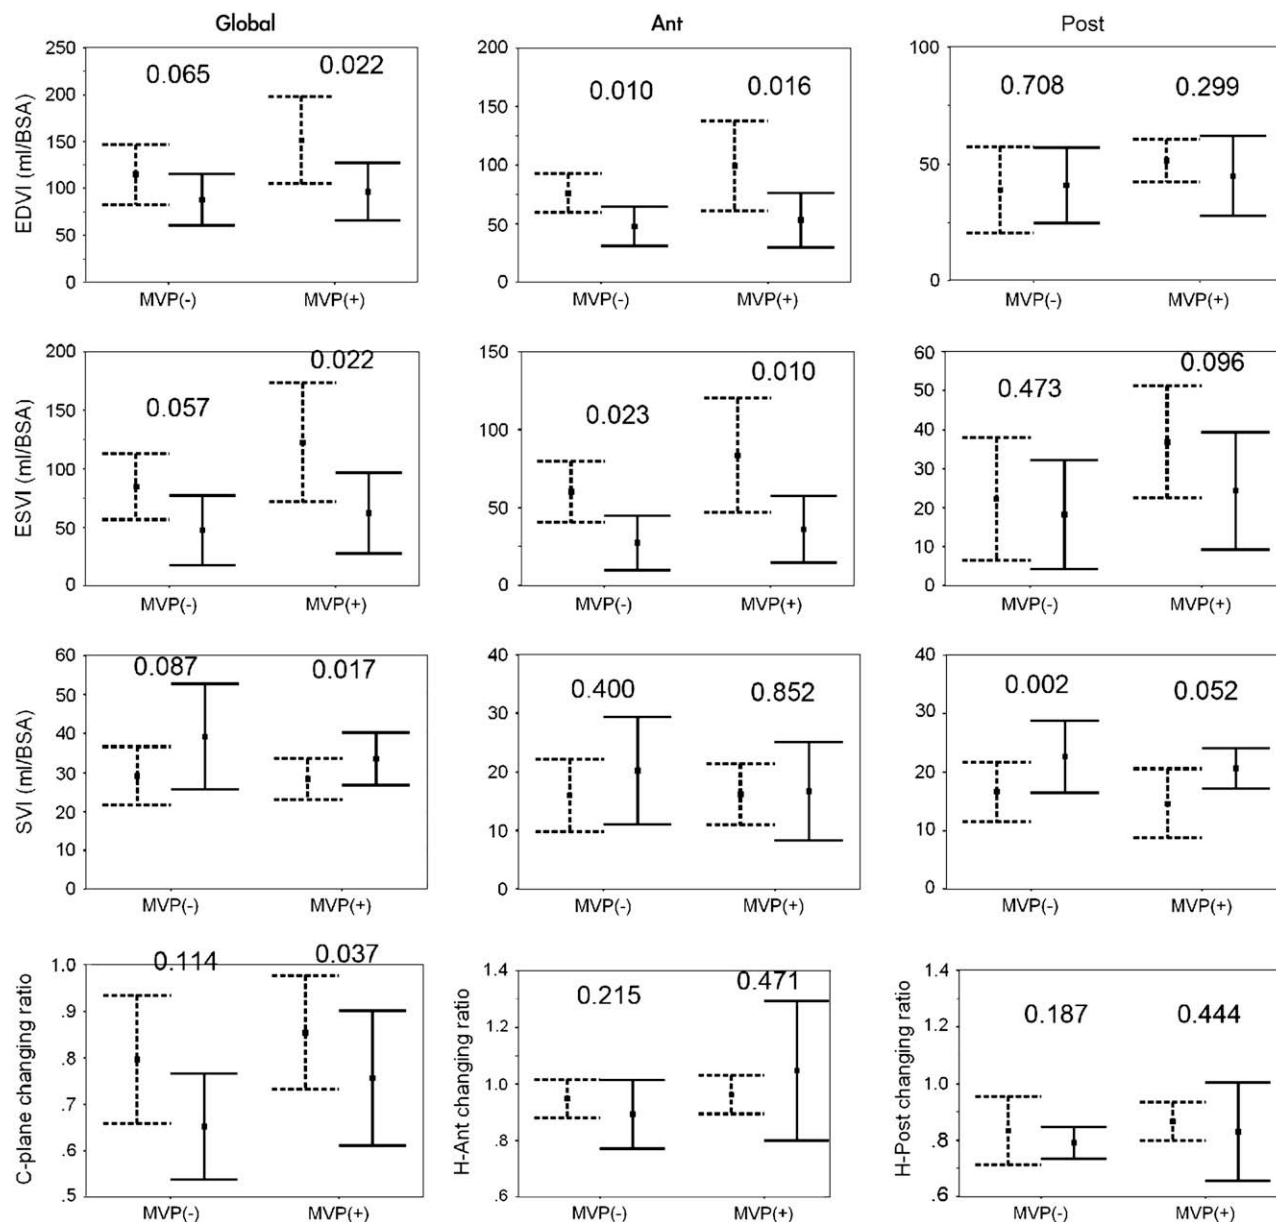 Global
Ant
Post
EDVI (ml/BSA)
250
200
150
100
50
0
0.065
0.022
MVP(-)
MVP(+)
200
150
100
50
0
0.010
0.016
MVP(-)
MVP(+)
100
50
0
0.708
0.299
MVP(-)
MVP(+)
ESVI (ml/BSA)
200
150
100
50
0
0.057
0.022
MVP(-)
MVP(+)
150
100
50
0
0.023
0.010
MVP(-)
MVP(+)
60
50
40
30
20
10
0
0.473
0.096
MVP(-)
MVP(+)
SVI (ml/BSA)
60
50
40
30
20
10
0
0.087
0.017
MVP(-)
MVP(+)
40
30
20
10
0
0.400
0.852
MVP(-)
MVP(+)
40
30
20
10
0
0.002
0.052
MVP(-)
MVP(+)
C-plane changing ratio
1.0
.9
.8
.7
.6
.5
0.114
0.037
MVP(-)
MVP(+)
H-Ant changing ratio
1.4
1.2
1.0
.8
.6
0.215
0.471
MVP(-)
MVP(+)
H-Post changing ratio
1.4
1.2
1.0
.8
.6
0.187
0.444
MVP(-)
MVP(+)